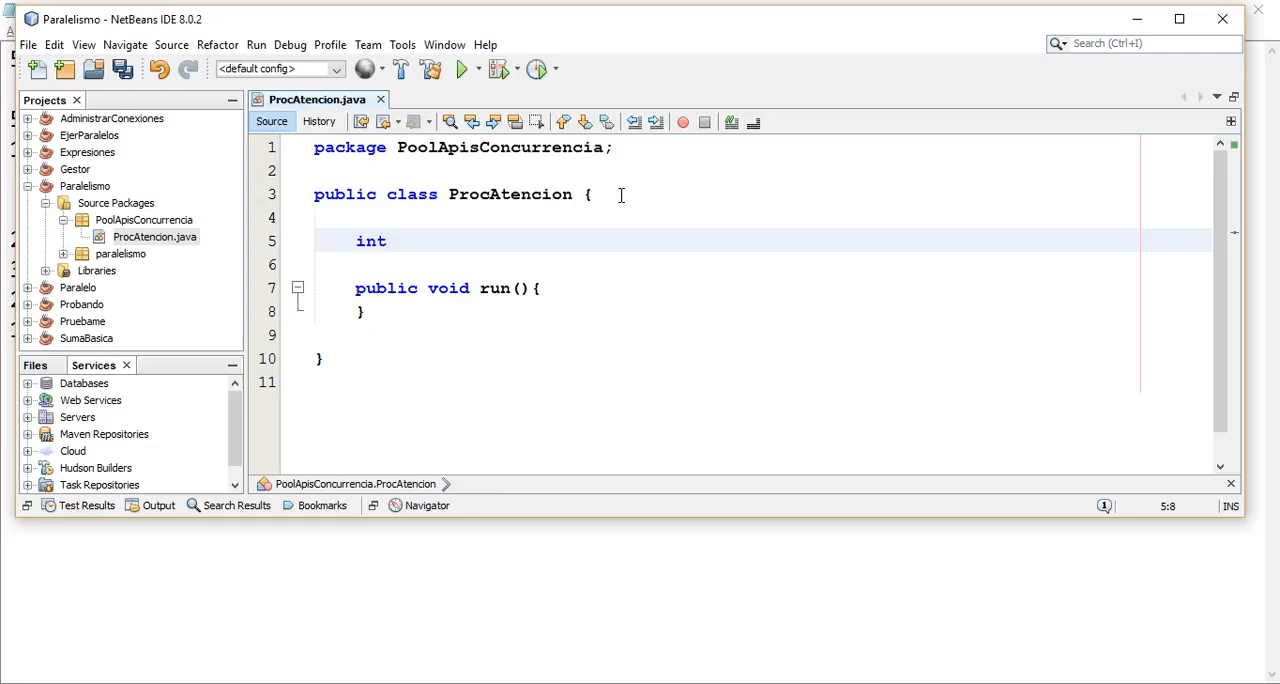 Paralelismo - NetBeans IDE 8.0.2
File Edit View Navigate Source Refactor Run Debug Profile Team Tools Window Help
Search (Ctrl+I)
<default config>
Projects
AdministrarConexiones
EjerParalelos
Expresiones
Gestor
Paralelismo
Source Packages
PoolApisConcurrencia
ProcAtencion.java
paralelismo
Libraries
Paralelo
Probando
Pruebame
SumaBasica
Files Services
Databases
Web Services
Servers
Maven Repositories
Cloud
Hudson Builders
Task Repositories
ProcAtencion.java
Source History
1 package PoolApisConcurrencia;
2
3 public class ProcAtencion {
4
5 int
6
7 public void run(){
8 }
9
10 }
11
PoolApisConcurrencia.ProcAtencion
Test Results Output Search Results Bookmarks Navigator
1 5:8 INS